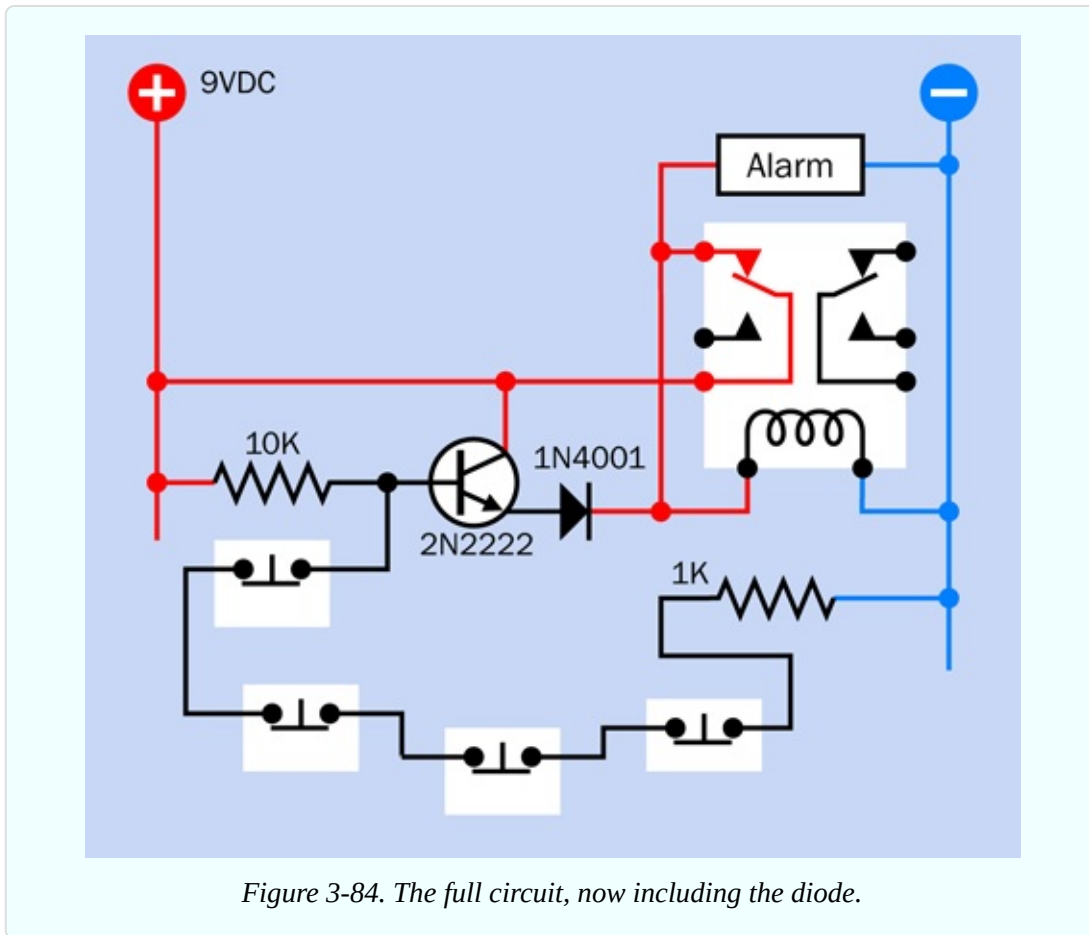 9VDC
Alarm
10K
1N4001
2N2222
1K
Figure 3-84. The full circuit, now including the diode.